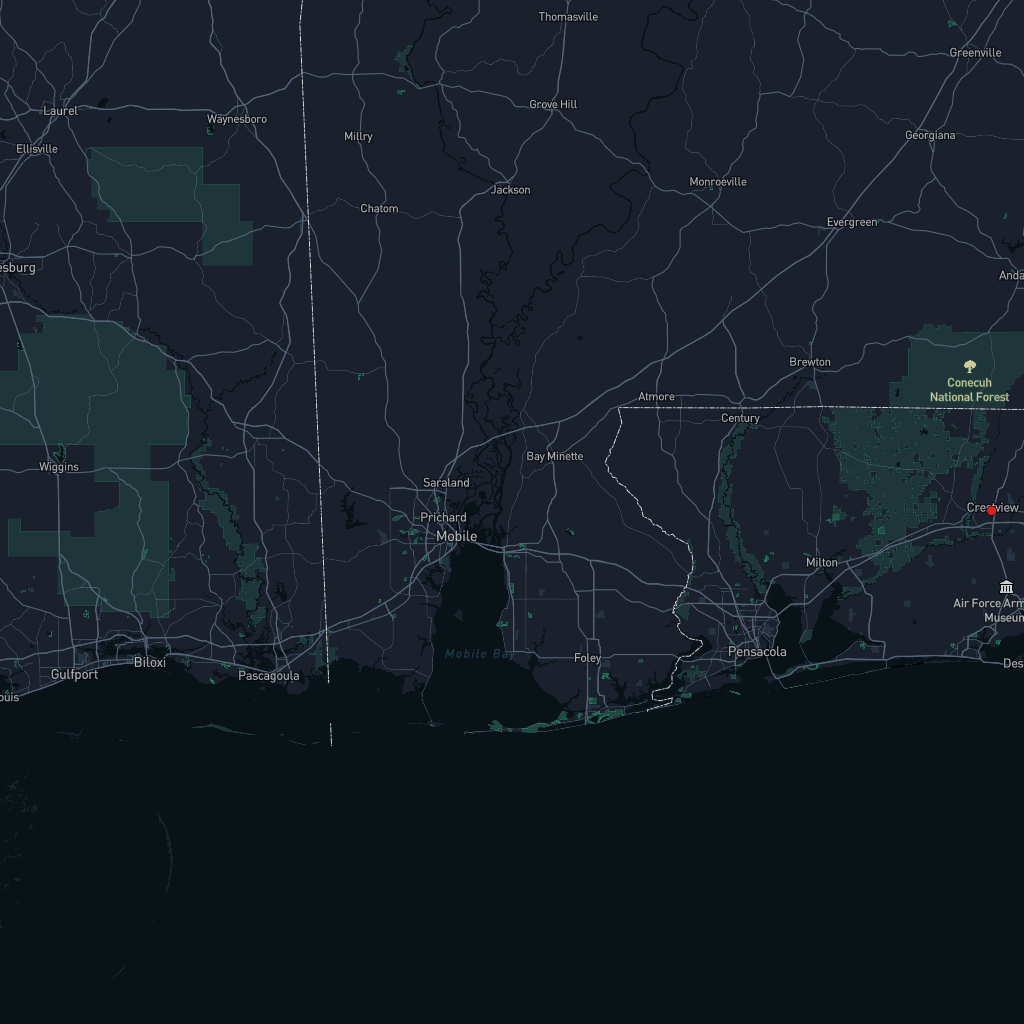 Thomasville
Greenville
Laurel
Grove Hill
Waynesboro
Millry
Georgiana
Ellisville
Monroeville
Jackson
Chatom
Evergreen
esburg
Anda
Brewton
Conecuh
National Forest
Atmore
Century
Bay Minette
Wiggins
Saraland
Crestview
Prichard
Mobile
Milton
Air Force Arm
Museum
Mobile Bay
Pensacola
Foley
Biloxi
Des
Gulfport
Pascagoula
ouis